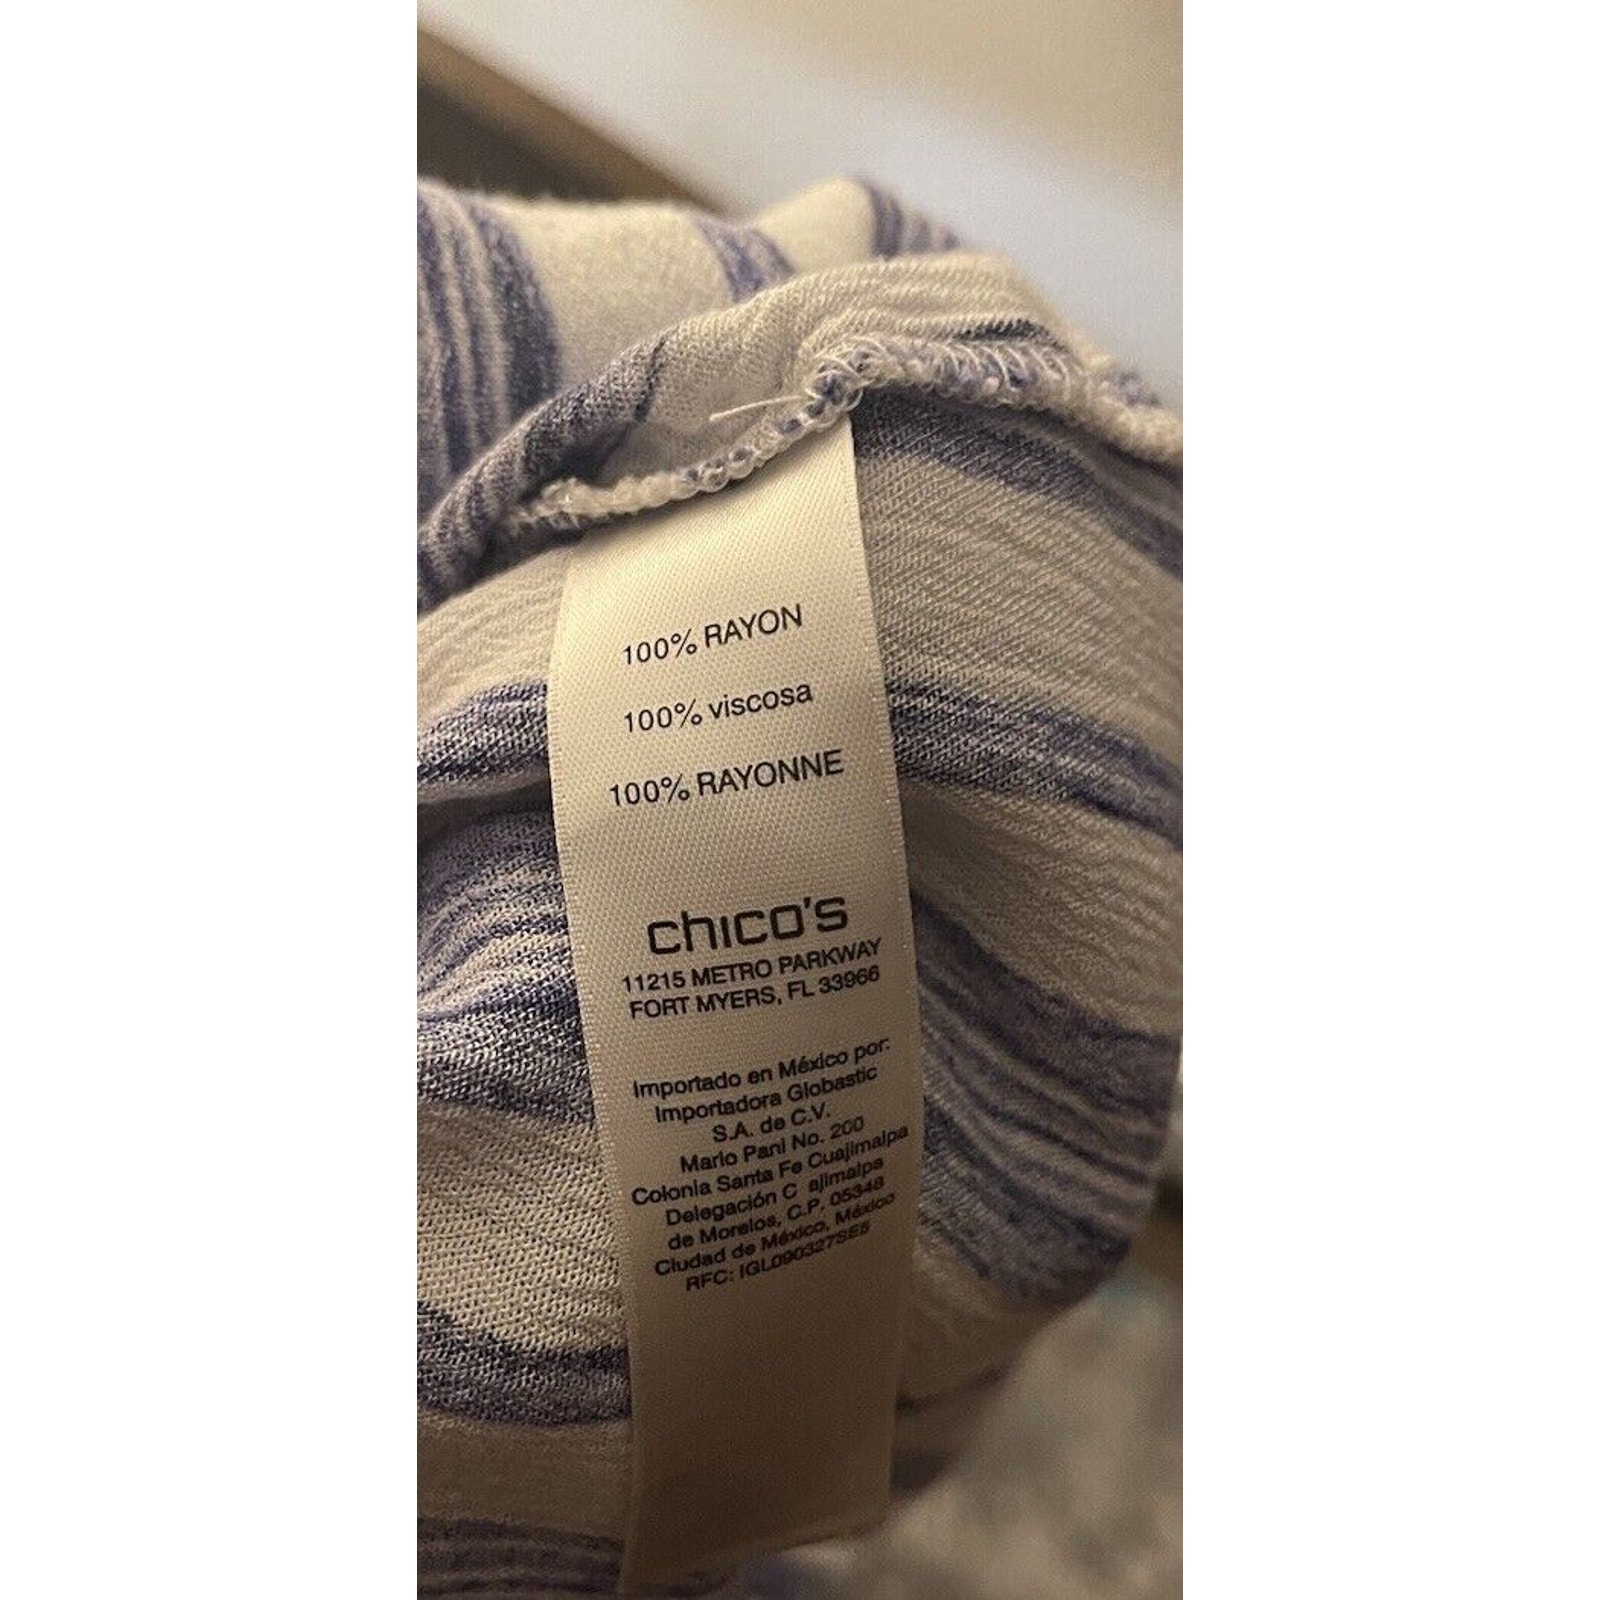 100% RAYON
100% viscosa
100% RAYONNE
chico's
11215 METRO PARKWAY
FORT MYERS, FL 33966
Importado en México por:
Importadora Globastic
S.A. de C.V.
Mario Pani No. 200
Colonia Santa Fe Cuajimalpa
Delegación C ajimalpa
de Morelos, C.P. 05348
Ciudad de México, México
RFC: IGL090327SE5